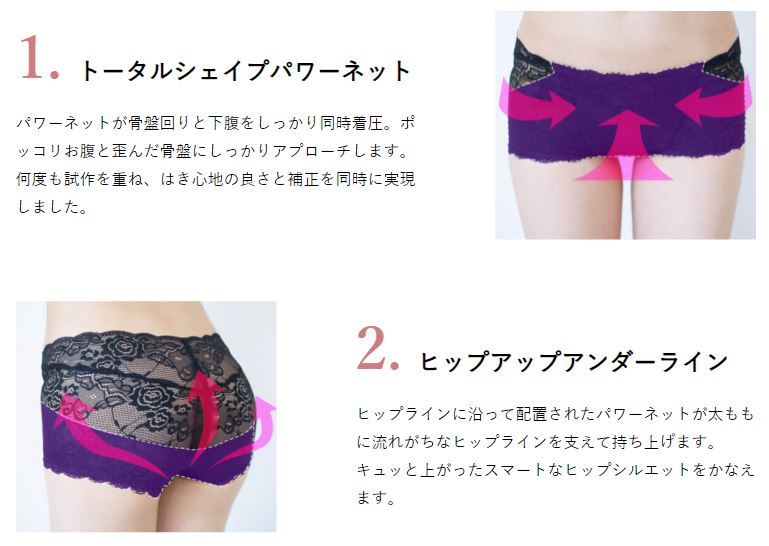 1. トータルシェイプパワーネット
パワーネットが骨盤回りと下腹をしっかり同時着圧。ポ
ッコリお腹と歪んだ骨盤にしっかりアプローチします。
何度も試作を重ね、はき心地の良さと補正を同時に実現
しました。
2. ヒップアップアンダーライン
ヒップラインに沿って配置されたパワーネットが太もも
に流れがちなヒップラインを支えて持ち上げます。
キュッと上がったスマートなヒップシルエットをかなえ
ます。